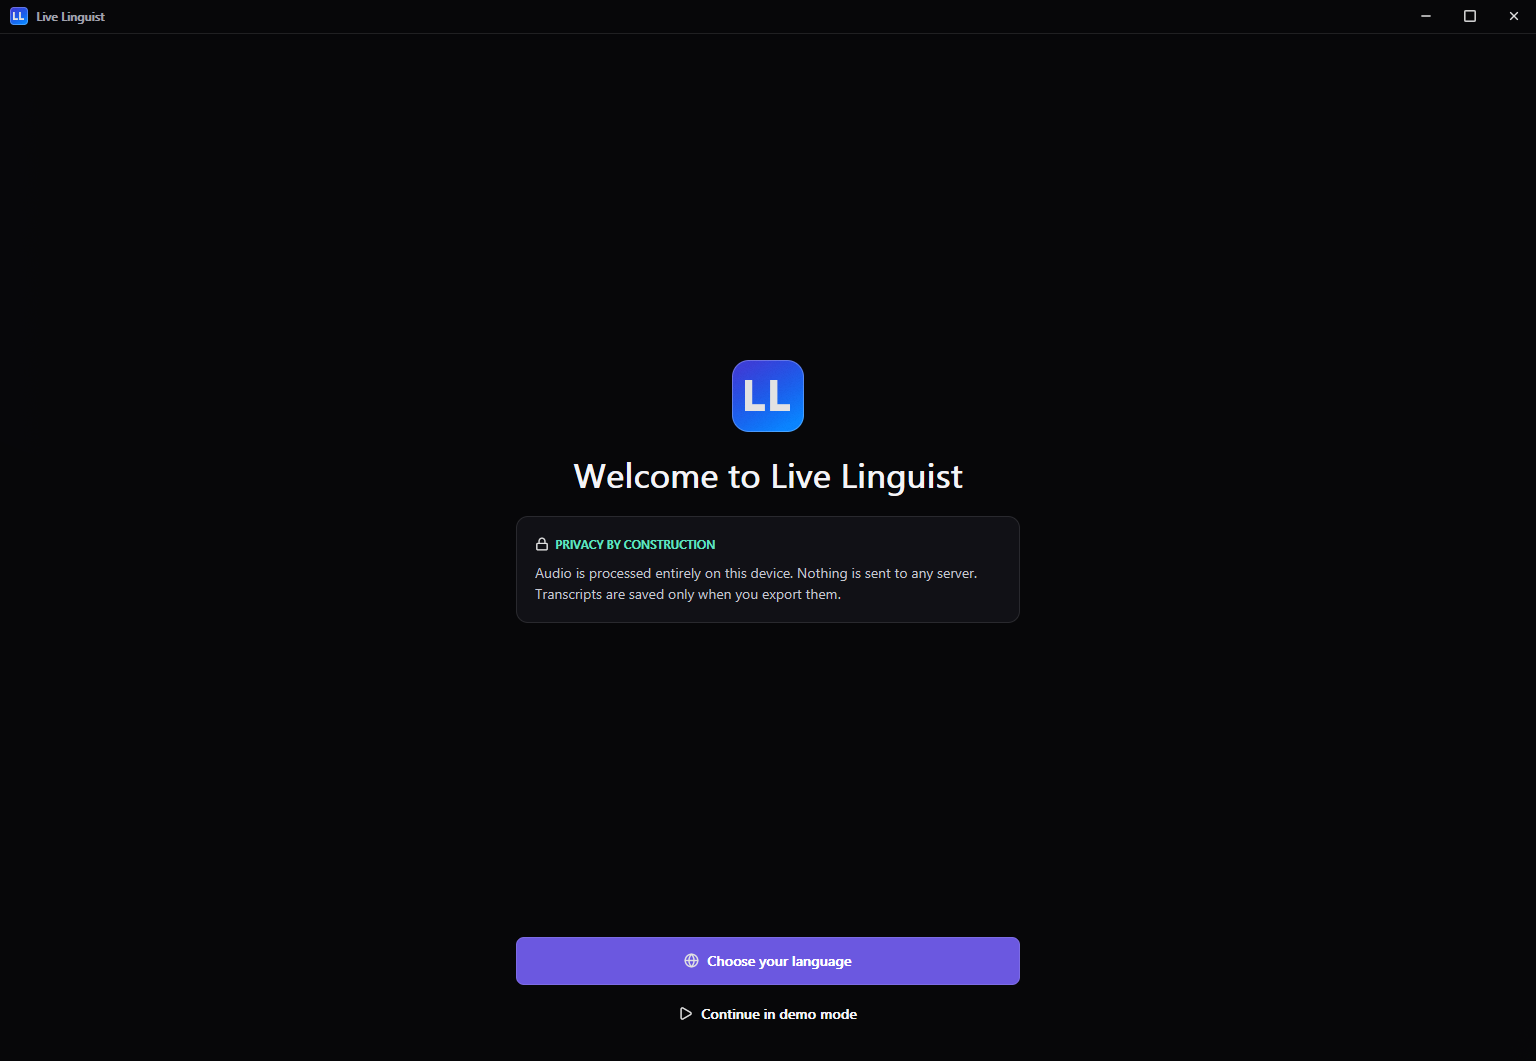 LL Live Linguist
LL
Welcome to Live Linguist
PRIVACY BY CONSTRUCTION
Audio is processed entirely on this device. Nothing is sent to any server.
Transcripts are saved only when you export them.
Choose your language
Continue in demo mode